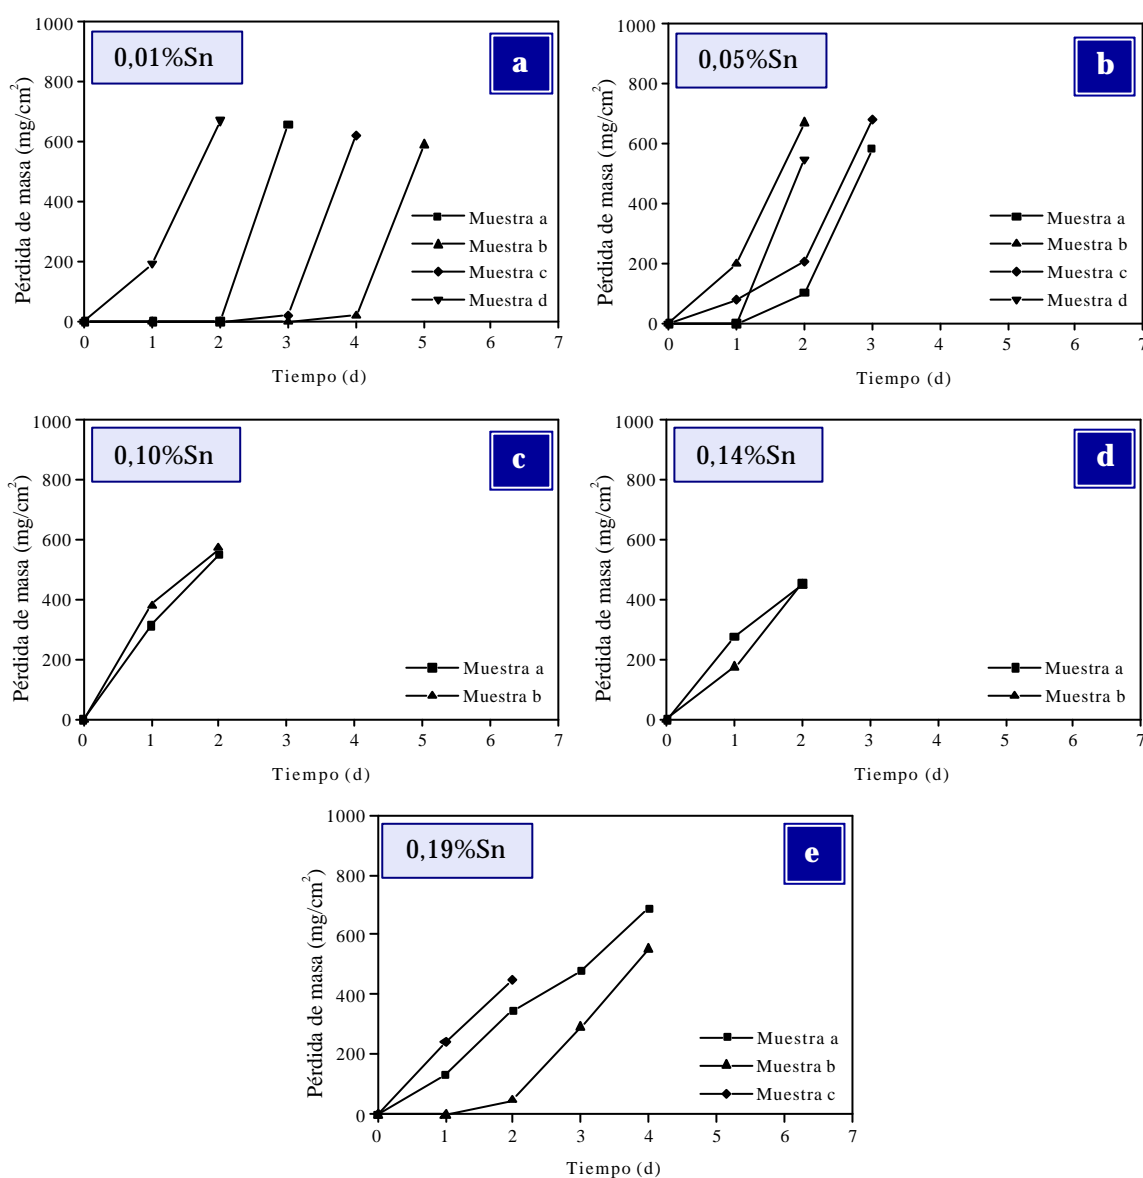 0,01%Sn
a
Pérdida de masa (mg/cm²)
1000
800
600
400
200
0
Muestra a
Muestra b
Muestra c
Muestra d
0 1 2 3 4 5 6 7
Tiempo (d)
0,05%Sn
b
Pérdida de masa (mg/cm²)
1000
800
600
400
200
0
Muestra a
Muestra b
Muestra c
Muestra d
0 1 2 3 4 5 6 7
Tiempo (d)
0,10%Sn
c
Pérdida de masa (mg/cm²)
1000
800
600
400
200
0
Muestra a
Muestra b
0 1 2 3 4 5 6 7
Tiempo (d)
0,14%Sn
d
Pérdida de masa (mg/cm²)
1000
800
600
400
200
0
Muestra a
Muestra b
0 1 2 3 4 5 6 7
Tiempo (d)
0,19%Sn
e
Pérdida de masa (mg/cm²)
1000
800
600
400
200
0
Muestra a
Muestra b
Muestra c
0 1 2 3 4 5 6 7
Tiempo (d)